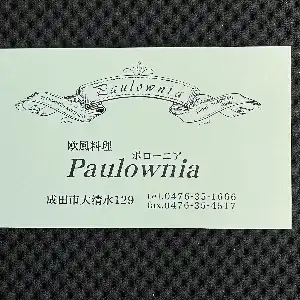 Paulownia
欧風料理
ポローニア
Paulownia
成田市大清水129
tel.0476-35-1666
fax.0476-35-4517